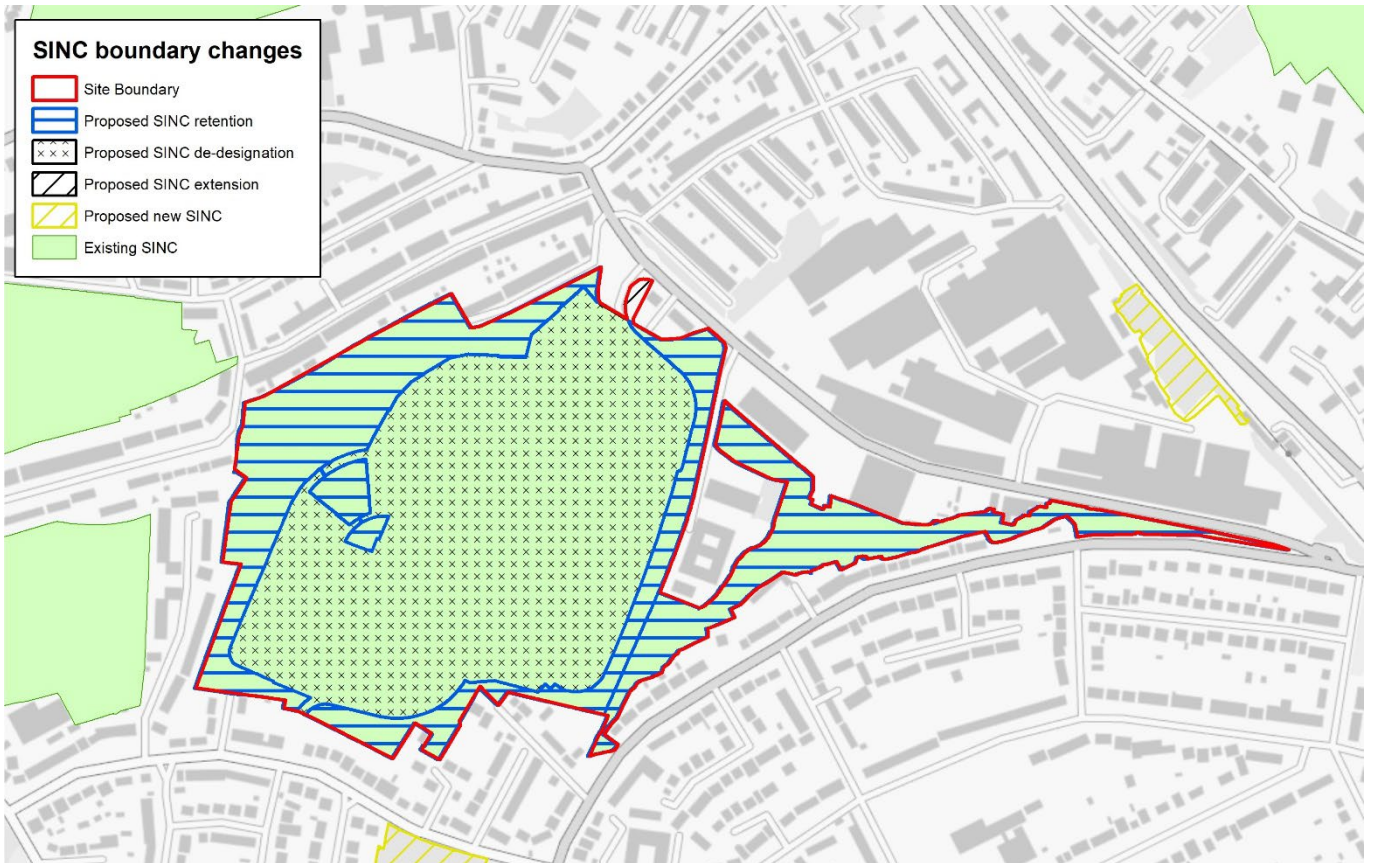 SINC boundary changes
Site Boundary
Proposed SINC retention
Proposed SINC de-designation
Proposed SINC extension
Proposed new SINC
Existing SINC